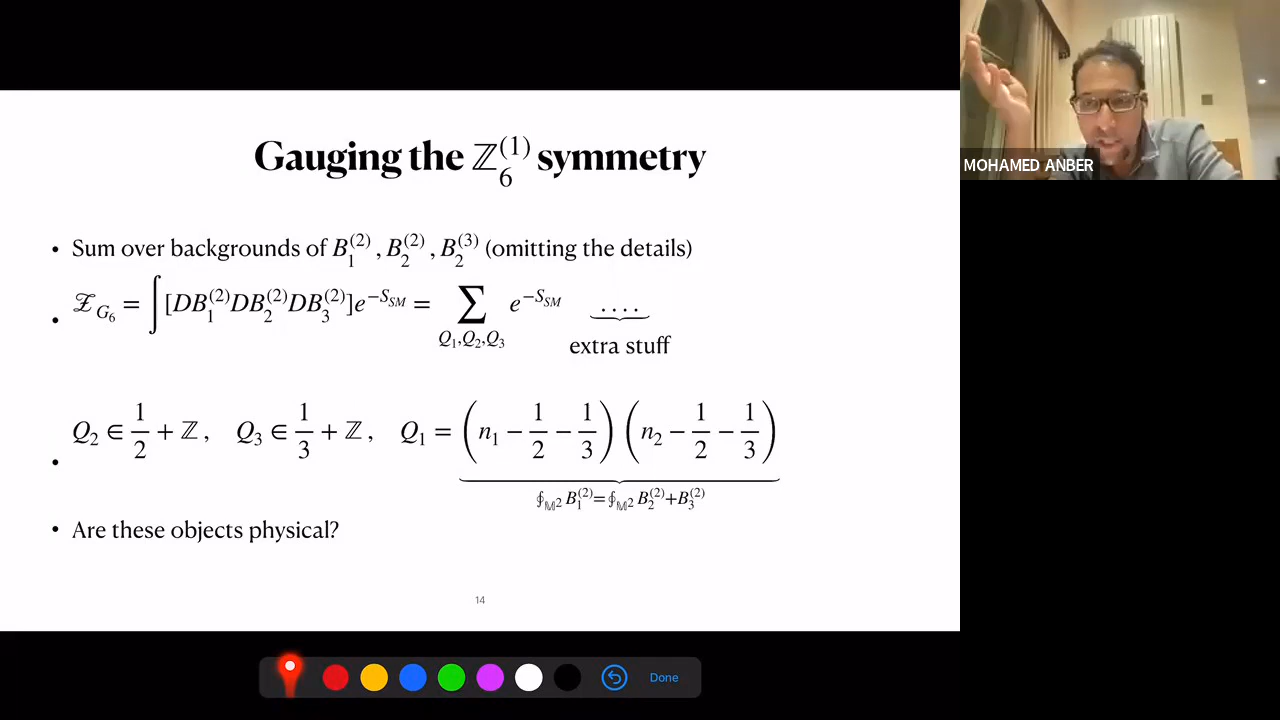 Gauging the ℤ₆⁽¹⁾ symmetry
• Sum over backgrounds of B₁⁽²⁾, B₂⁽²⁾, B₂⁽³⁾ (omitting the details)
• 𝒵_{G₆} = ∫ [DB₁⁽²⁾DB₂⁽²⁾DB₃⁽²⁾]e^{−S_{SM}} = ∑_{Q₁,Q₂,Q₃} e^{−S_{SM}} ....
extra stuff
• Q₂ ∈ 1/2 + ℤ, Q₃ ∈ 1/3 + ℤ, Q₁ = (n₁ − 1/2 − 1/3) (n₂ − 1/2 − 1/3)
∮_{𝕄²} B₁⁽²⁾=∮_{𝕄²} B₂⁽²⁾+B₃⁽²⁾
• Are these objects physical?
14
MOHAMED ANBER
Done